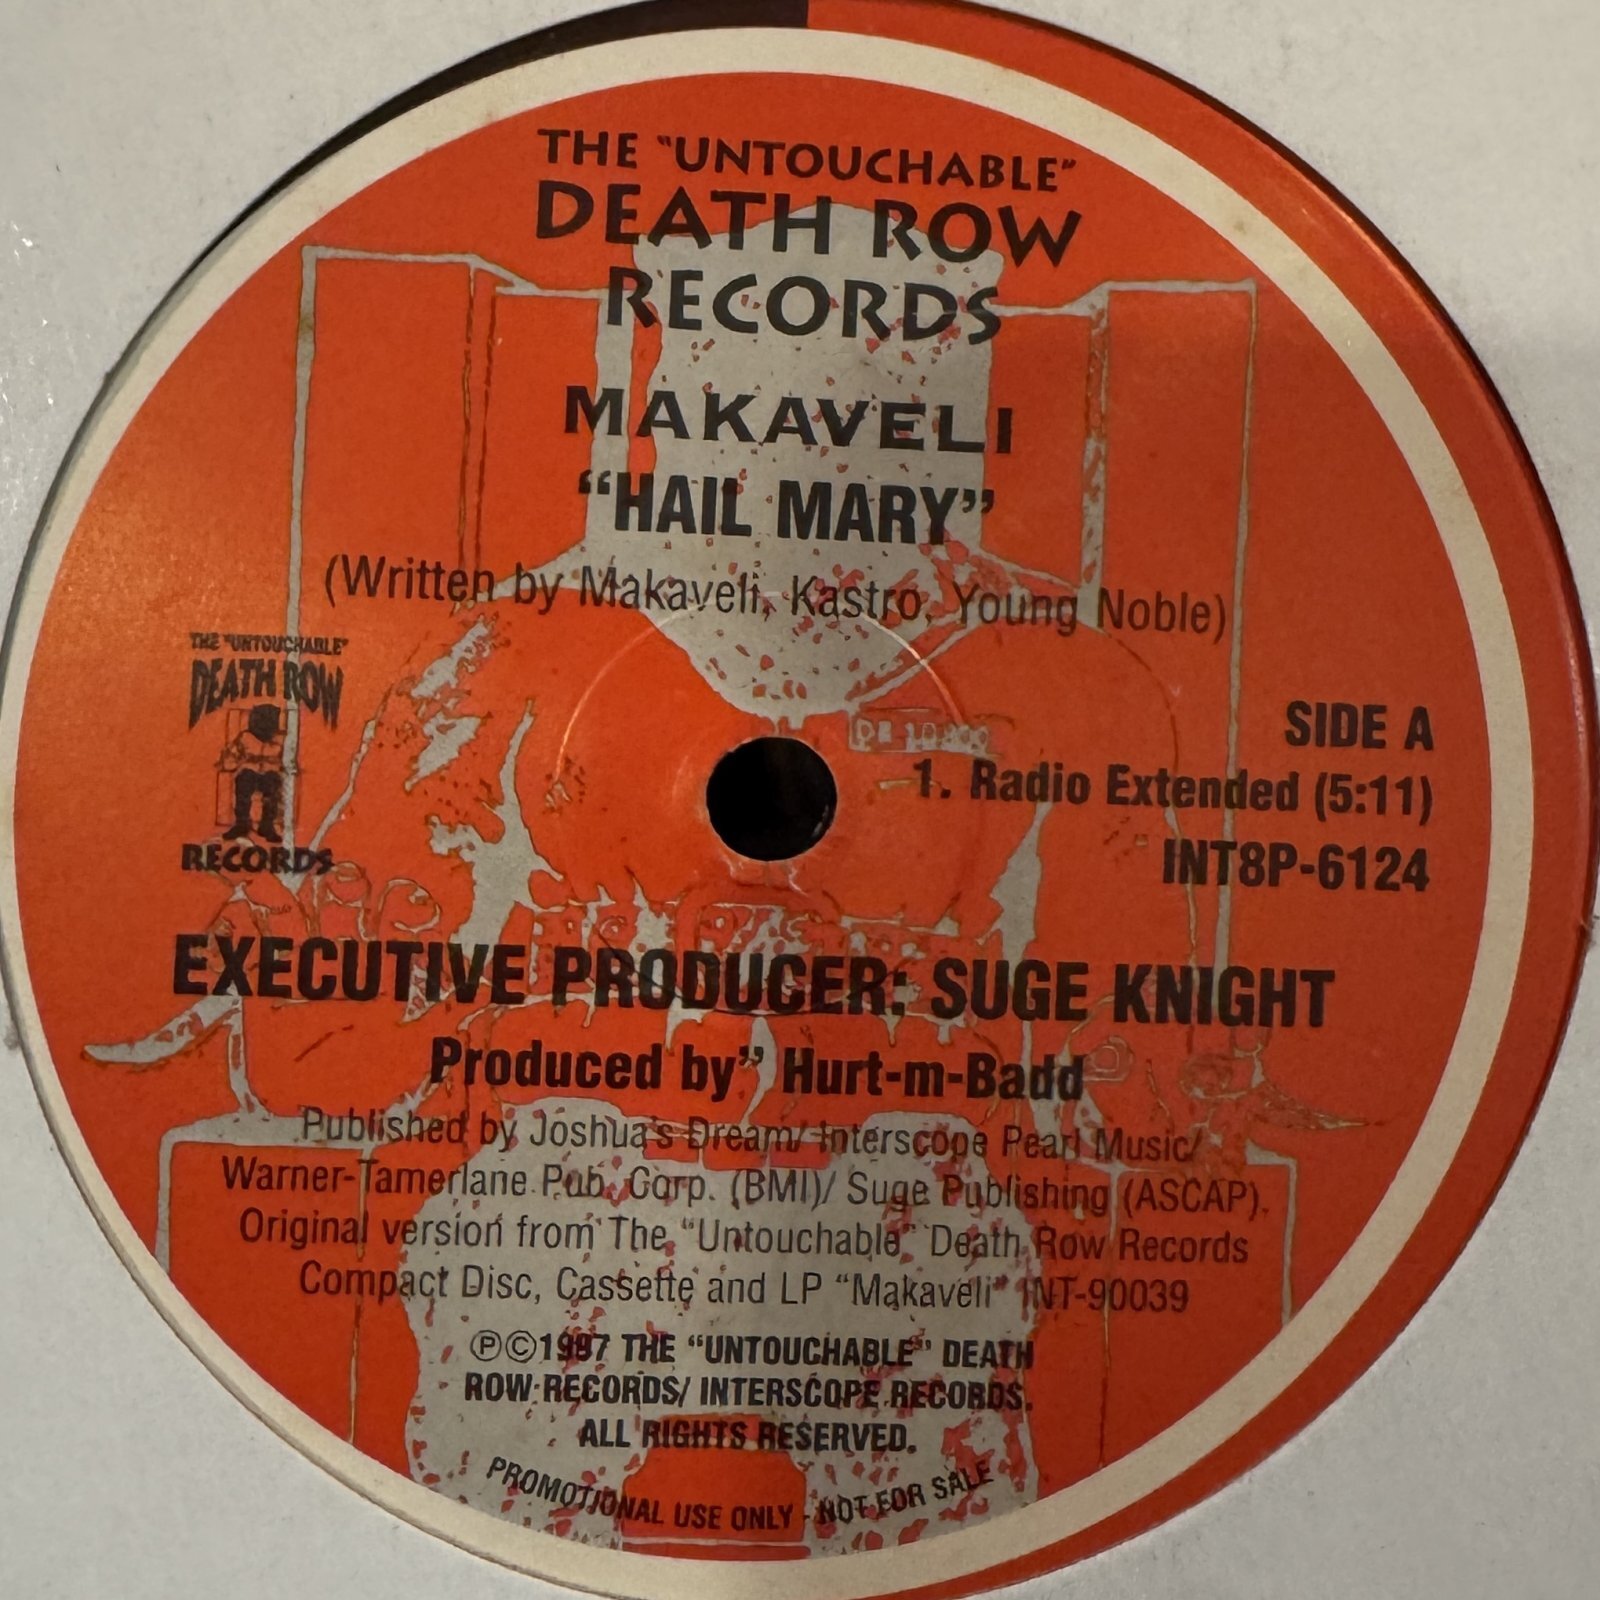 THE "UNTOUCHABLE"
DEATH ROW
RECORDS
MAKAVELI
"HAIL MARY"
(Written by Makaveli, Kastro, Young Noble)
THE "UNTOUCHABLE"
DEATH ROW
RECORDS
SIDE A
1. Radio Extended (5:11)
INT8P-6124
EXECUTIVE PRODUCER: SUGE KNIGHT
Produced by" Hurt-m-Badd
Published by Joshua's Dream/ Interscope Pearl Music/
Warner-Tamerlane Pub. Corp. (BMI)/ Suge Publishing (ASCAP).
Original version from The "Untouchable" Death Row Records
Compact Disc, Cassette and LP "Makaveli" INT-90039
℗©1997 THE "UNTOUCHABLE" DEATH
ROW RECORDS/ INTERSCOPE RECORDS.
ALL RIGHTS RESERVED.
PROMOTIONAL USE ONLY - NOT FOR SALE